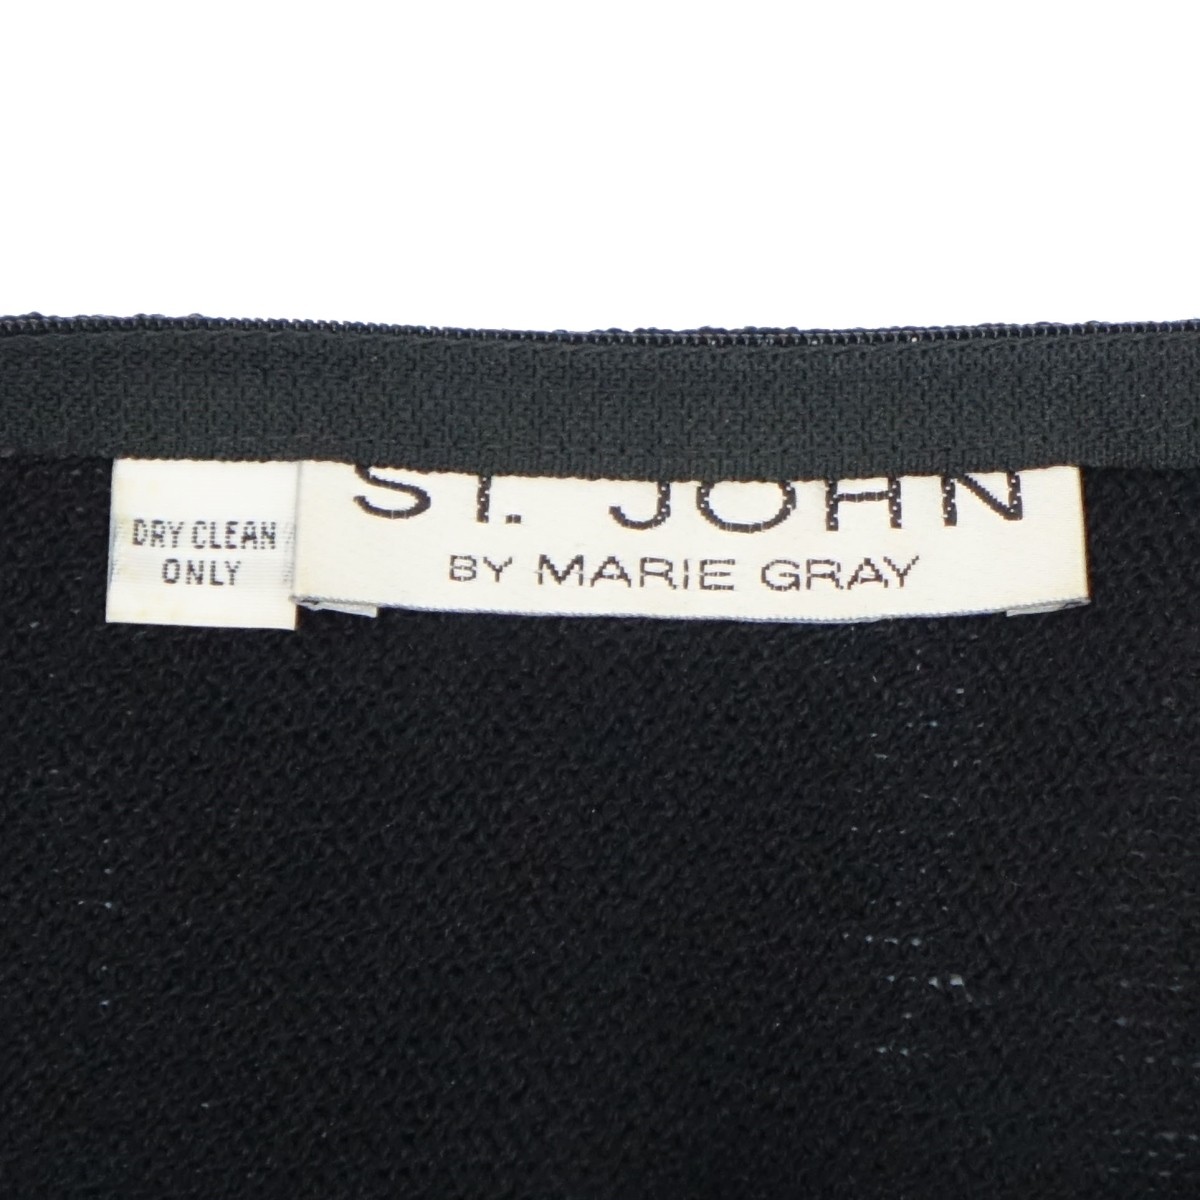 DRY CLEAN
ONLY
ST. JOHN
BY MARIE GRAY